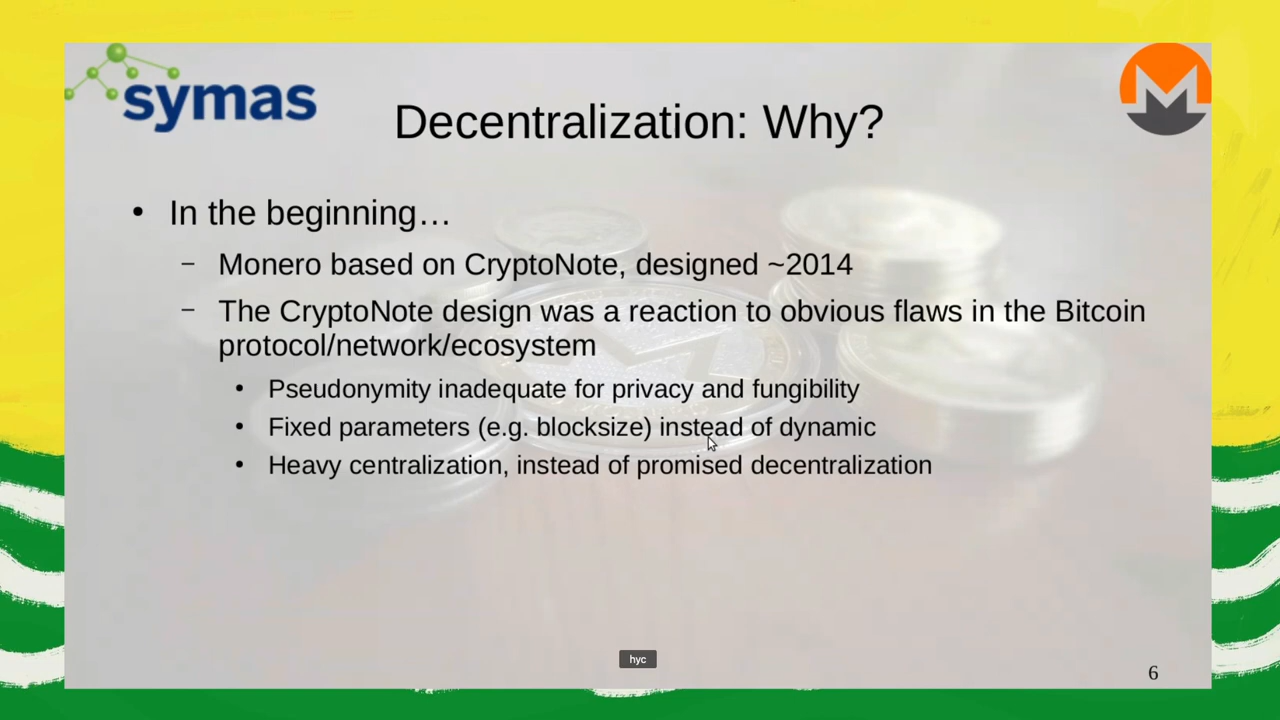 symas
Decentralization: Why?
• In the beginning…
– Monero based on CryptoNote, designed ~2014
– The CryptoNote design was a reaction to obvious flaws in the Bitcoin
protocol/network/ecosystem
• Pseudonymity inadequate for privacy and fungibility
• Fixed parameters (e.g. blocksize) instead of dynamic
• Heavy centralization, instead of promised decentralization
hyc
6